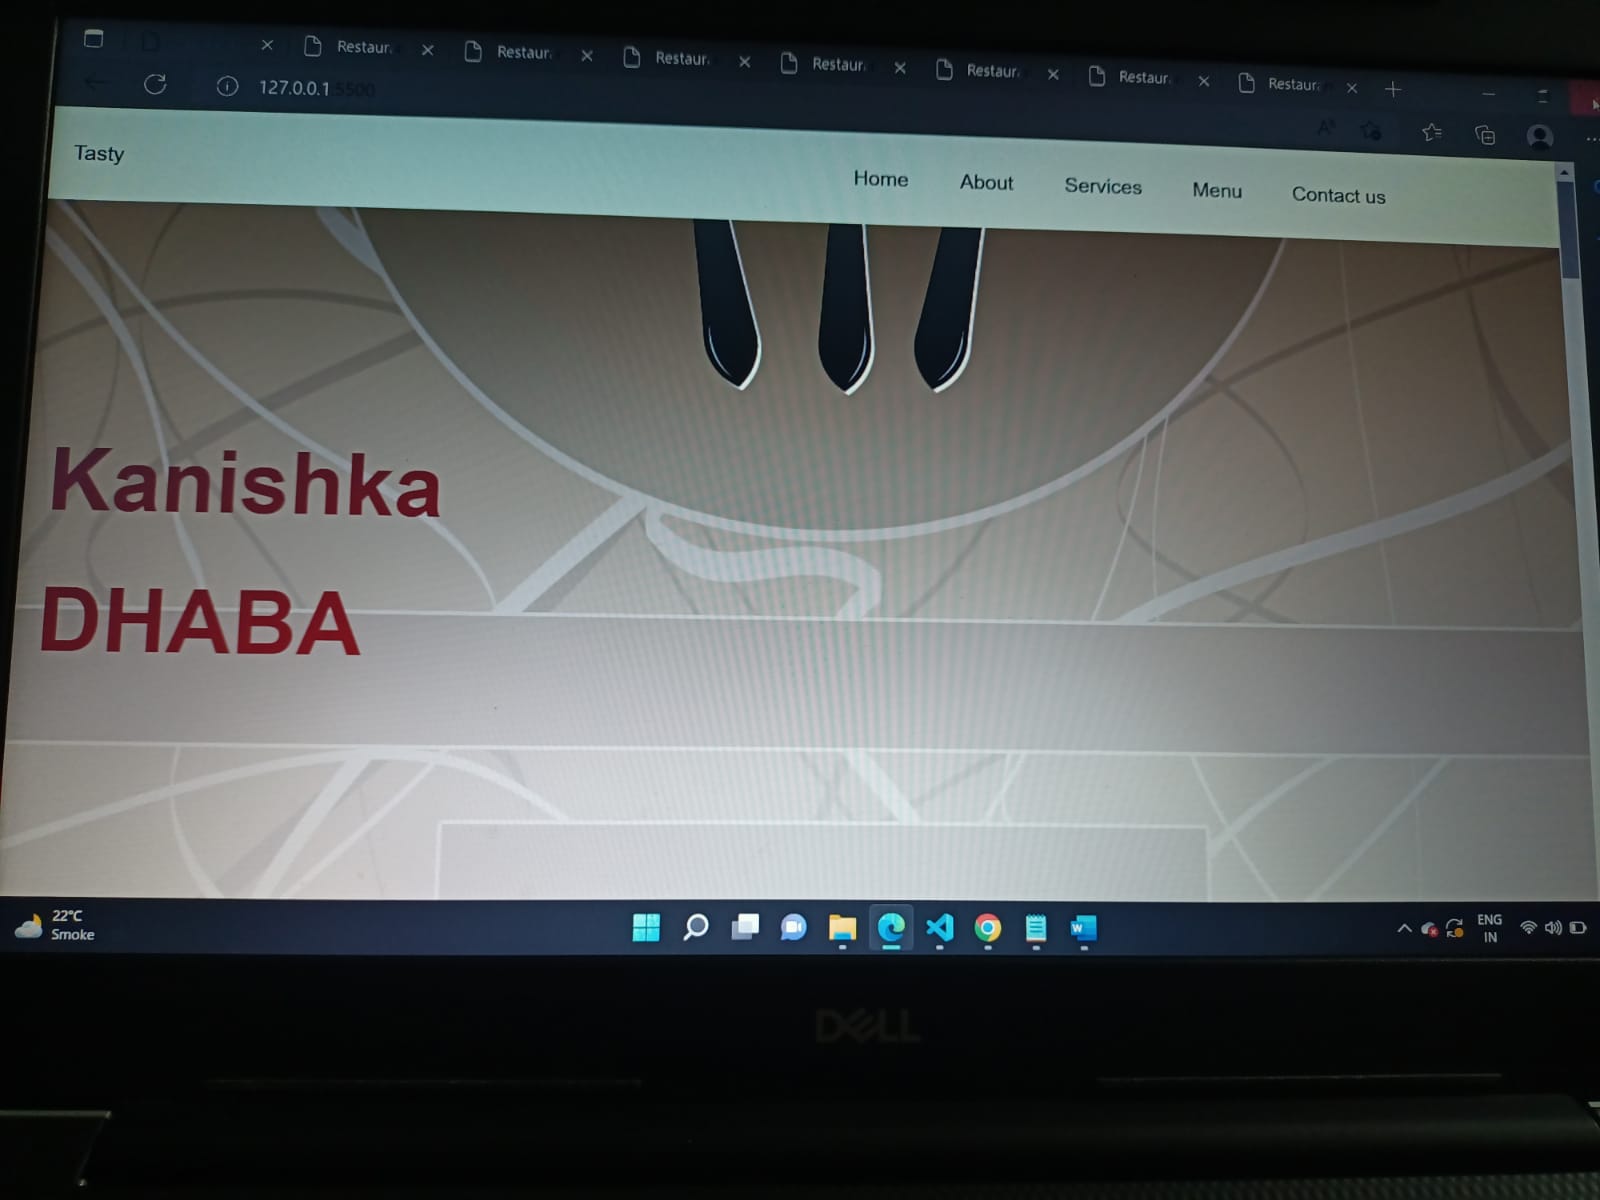 Restaur
Restaur
Restaur
Restaur
Restaur
Restaur
Restaur
127.0.0.1:5500
Tasty
Home About Services Menu Contact us
Kanishka
DHABA
22°C
Smoke
ENG
IN
DELL